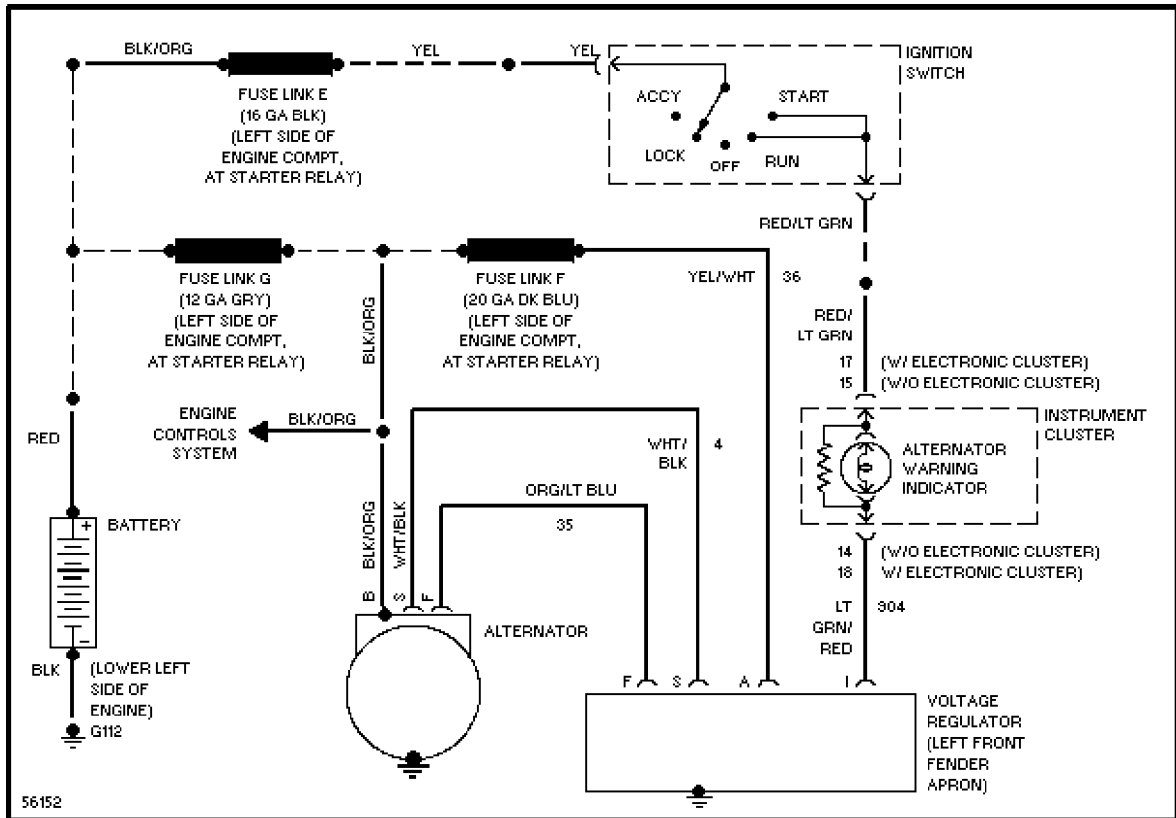 BLK/ORG
YEL
YEL
IGNITION
SWITCH
ACCY
START
LOCK
OFF
RUN
FUSE LINK E
(16 GA BLK)
(LEFT SIDE OF
ENGINE COMPT,
AT STARTER RELAY)
RED/LT GRN
FUSE LINK G
(12 GA GRY)
(LEFT SIDE OF
ENGINE COMPT,
AT STARTER RELAY)
BLK/ORG
FUSE LINK F
(20 GA DK BLU)
(LEFT SIDE OF
ENGINE COMPT,
AT STARTER RELAY)
YEL/WHT
36
RED/
LT GRN
17 (W/ ELECTRONIC CLUSTER)
15 (W/O ELECTRONIC CLUSTER)
ENGINE
CONTROLS
SYSTEM
BLK/ORG
RED
WHT/
BLK
4
INSTRUMENT
CLUSTER
ALTERNATOR
WARNING
INDICATOR
BATTERY
+
-
BLK/ORG
WHT/BLK
ORG/LT BLU
35
14 (W/O ELECTRONIC CLUSTER)
18 W/ ELECTRONIC CLUSTER)
LT
GRN/
RED
904
B
S
F
ALTERNATOR
BLK
(LOWER LEFT
SIDE OF
ENGINE)
G112
F
S
A
I
VOLTAGE
REGULATOR
(LEFT FRONT
FENDER
APRON)
56152